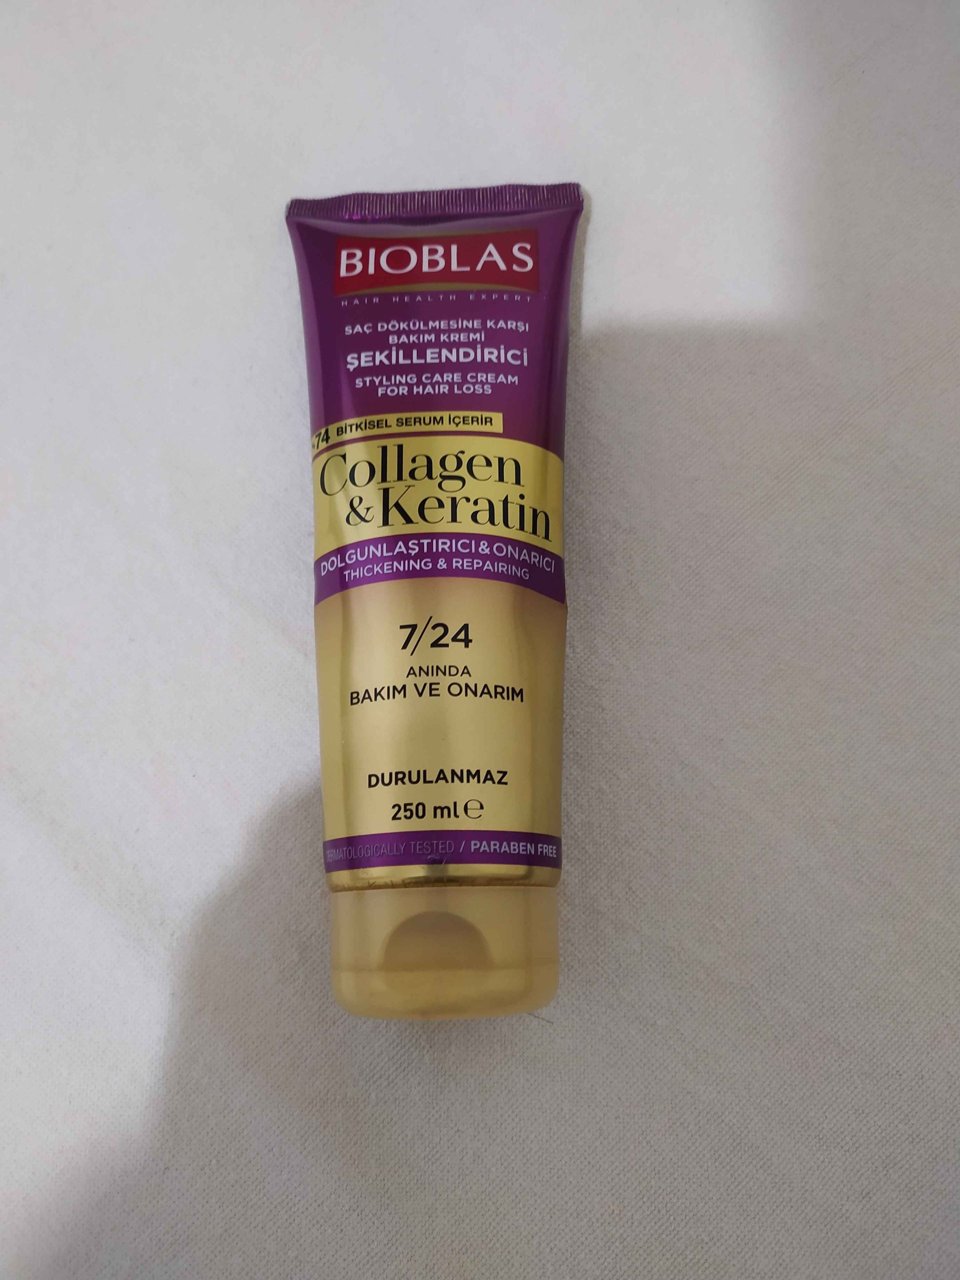 BIOBLAS
HAIR HEALTH EXPERT
SAÇ DÖKÜLMESİNE KARŞI
BAKIM KREMİ
ŞEKİLLENDİRİCİ
STYLING CARE CREAM
FOR HAIR LOSS
%74 BİTKİSEL SERUM İÇERİR
Collagen
&Keratin
DOLGUNLAŞTIRICI&ONARICI
THICKENING & REPAIRING
7/24
ANINDA
BAKIM VE ONARIM
DURULANMAZ
250 ml ℮
DERMATOLOGICALLY TESTED / PARABEN FREE